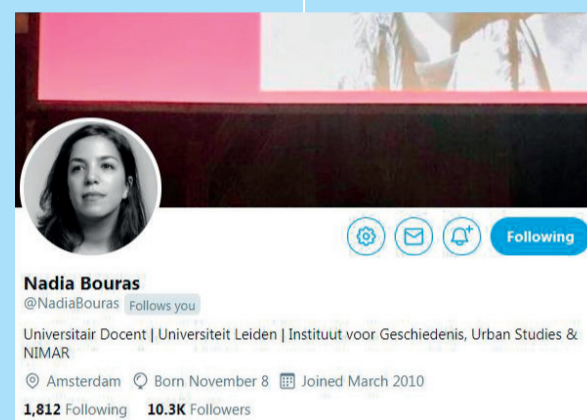 Following
Nadia Bouras
@NadiaBouras Follows you
Universitair Docent | Universiteit Leiden | Instituut voor Geschiedenis, Urban Studies &
NIMAR
Amsterdam Born November 8 Joined March 2010
1,812 Following 10.3K Followers